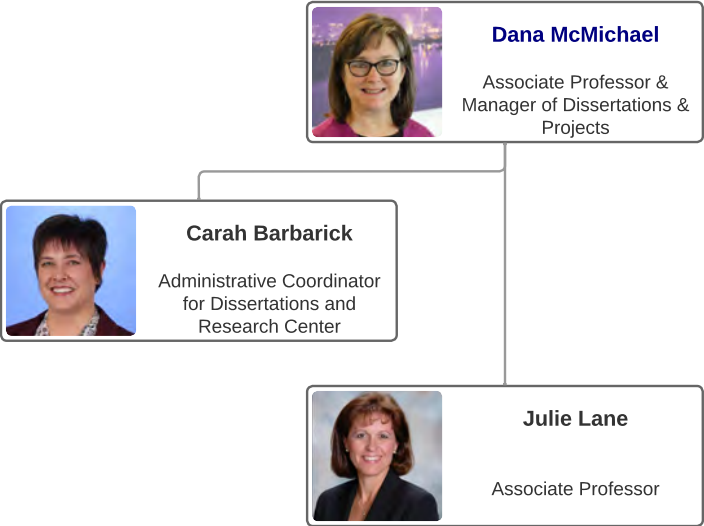 Dana McMichael
Associate Professor &
Manager of Dissertations &
Projects
Carah Barbarick
Administrative Coordinator
for Dissertations and
Research Center
Julie Lane
Associate Professor